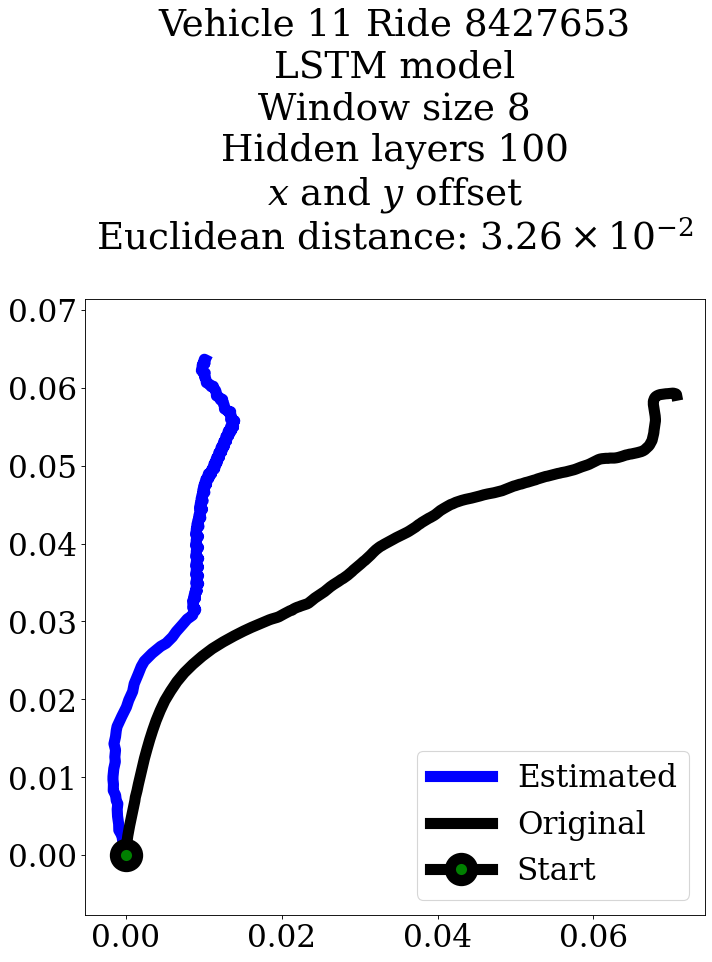 Vehicle 11 Ride 8427653
LSTM model
Window size 8
Hidden layers 100
x and y offset
Euclidean distance: 3.26 × 10⁻²
0.07
0.06
0.05
0.04
0.03
0.02
0.01
0.00
Estimated
Original
Start
0.00 0.02 0.04 0.06